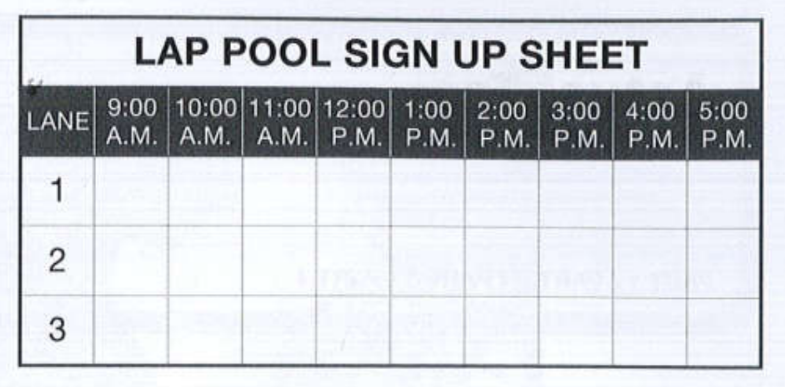 LAP POOL SIGN UP SHEET
LANE 9:00 A.M. 10:00 A.M. 11:00 A.M. 12:00 P.M. 1:00 P.M. 2:00 P.M. 3:00 P.M. 4:00 P.M. 5:00 P.M.
1
2
3